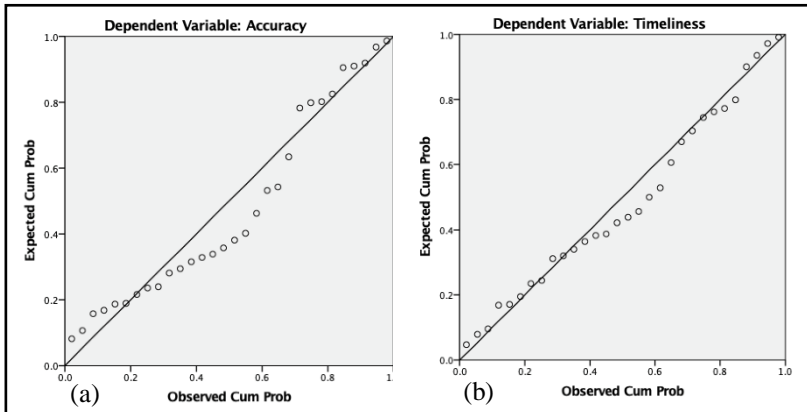 Dependent Variable: Accuracy
1.0
0.8
0.6
0.4
0.2
0.0
Expected Cum Prob
0.0 0.2 0.4 0.6 0.8 1.
Observed Cum Prob
(a)
Dependent Variable: Timeliness
1.0
0.8
0.6
0.4
0.2
0.0
Expected Cum Prob
0.0 0.2 0.4 0.6 0.8 1.0
Observed Cum Prob
(b)